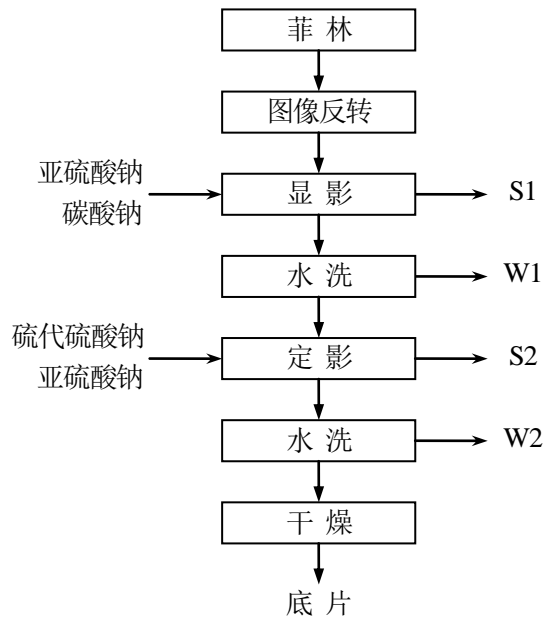 菲 林
图像反转
亚硫酸钠
碳酸钠
显 影
S1
水 洗
W1
硫代硫酸钠
亚硫酸钠
定 影
S2
水 洗
W2
干 燥
底 片